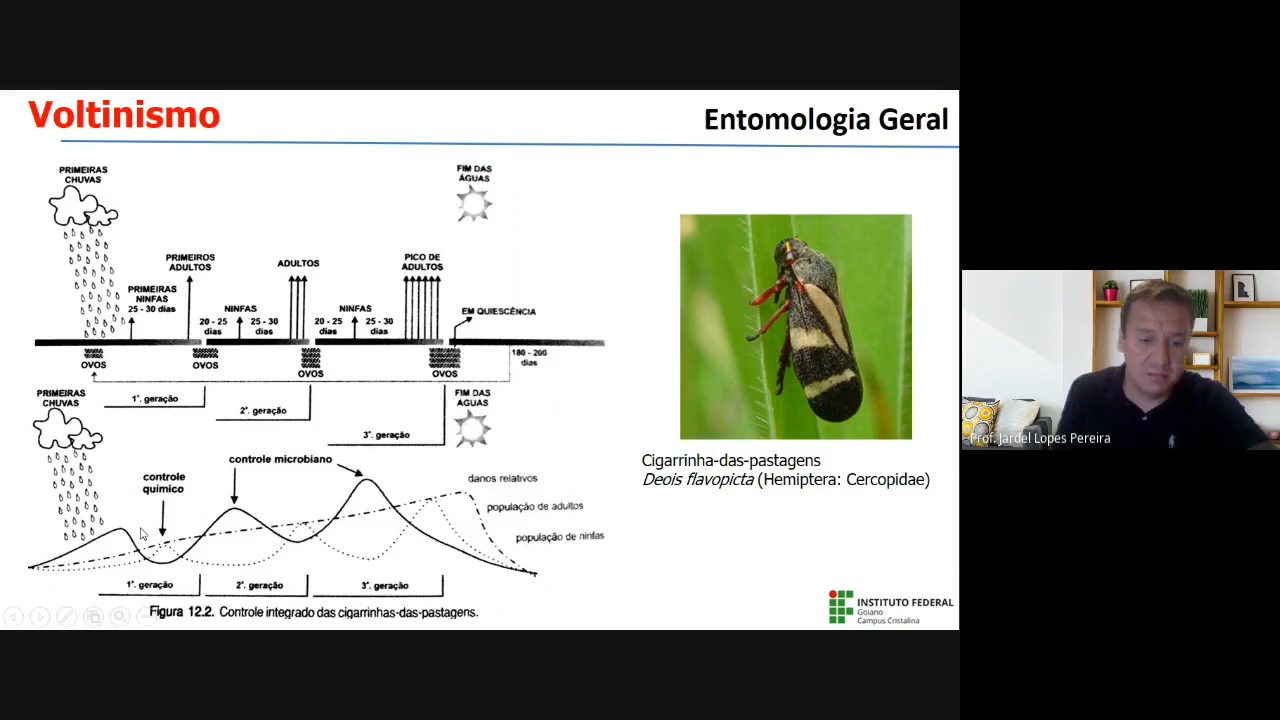 Voltinismo
Entomologia Geral
PRIMEIRAS
CHUVAS
FIM DAS
ÁGUAS
PRIMEIROS
ADULTOS
ADULTOS
PICO DE
ADULTOS
PRIMEIRAS
NINFAS
25 - 30 dias
NINFAS
20 - 25
dias
25 - 30
dias
NINFAS
20 - 25
dias
25 - 30
dias
EM QUIESCÊNCIA
OVOS
OVOS
OVOS
OVOS
180 - 200
dias
1ª. geração
2ª. geração
3ª. geração
PRIMEIRAS
CHUVAS
FIM DAS
AGUAS
controle
químico
controle microbiano
danos relativos
população de adultos
população de ninfas
1ª. geração
2ª. geração
3ª. geração
Figura 12.2. Controle integrado das cigarrinhas-das-pastagens.
Cigarrinha-das-pastagens
Deois flavopicta (Hemiptera: Cercopidae)
INSTITUTO FEDERAL
Goiano
Campus Cristalina
Prof. Jardel Lopes Pereira